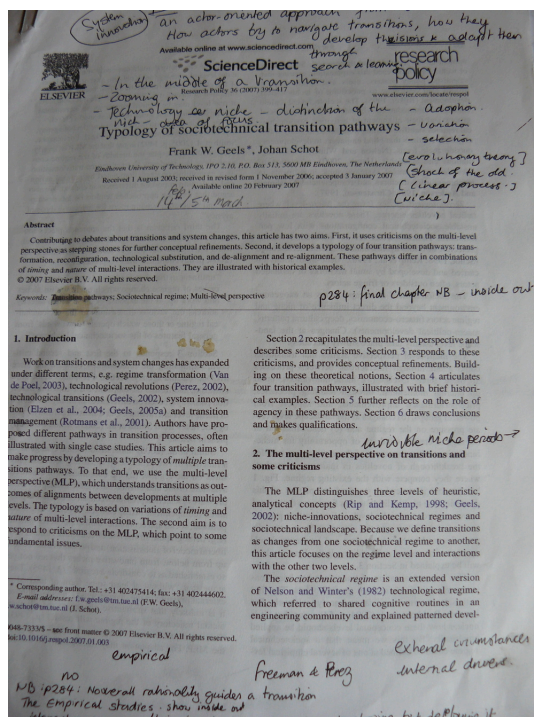 System innovation
an actor-oriented approach
How actors try to navigate transitions, how they
develop &amp; adapt them
through
search &amp; learning
Available online at www.sciencedirect.com
ScienceDirect
research
policy
ELSEVIER
- In the middle of a transition.
- Zooming in.
Research Policy 36 (2007) 399–417
www.elsevier.com/locate/respol
- Technology niche - distinction of the
- area of focus.
- adoption
- variation
- selection
Typology of sociotechnical transition pathways
Frank W. Geels*, Johan Schot
[evolutionary theory]
Eindhoven University of Technology, IPO 2.10, P.O. Box 513, 5600 MB Eindhoven, The Netherlands
[shock of the old.
Received 1 August 2003; received in revised form 1 November 2006; accepted 3 January 2007
Available online 20 February 2007
[linear process.]
[Niche].
14th/5th March
Abstract
Contributing to debates about transitions and system changes, this article has two aims. First, it uses criticisms on the multi-level
perspective as stepping stones for further conceptual refinements. Second, it develops a typology of four transition pathways: trans-
formation, reconfiguration, technological substitution, and de-alignment and re-alignment. These pathways differ in combinations
of timing and nature of multi-level interactions. They are illustrated with historical examples.
© 2007 Elsevier B.V. All rights reserved.
Keywords: Transition pathways; Sociotechnical regime; Multi-level perspective
p284: final chapter NB - inside out
1. Introduction
Work on transitions and system changes has expanded
under different terms, e.g. regime transformation (Van
de Poel, 2003), technological revolutions (Perez, 2002),
technological transitions (Geels, 2002), system innova-
tion (Elzen et al., 2004; Geels, 2005a) and transition
management (Rotmans et al., 2001). Authors have pro-
posed different pathways in transition processes, often
illustrated with single case studies. This article aims to
make progress by developing a typology of multiple tran-
sitions pathways. To that end, we use the multi-level
perspective (MLP), which understands transitions as out-
comes of alignments between developments at multiple
levels. The typology is based on variations of timing and
nature of multi-level interactions. The second aim is to
respond to criticisms on the MLP, which point to some
fundamental issues.
* Corresponding author. Tel.: +31 402475414; fax: +31 402444602.
E-mail addresses: f.w.geels@tm.tue.nl (F.W. Geels),
j.w.schot@tm.tue.nl (J. Schot).
0048-7333/$ – see front matter © 2007 Elsevier B.V. All rights reserved.
doi:10.1016/j.respol.2007.01.003
Section 2 recapitulates the multi-level perspective and
describes some criticisms. Section 3 responds to these
criticisms, and provides conceptual refinements. Build-
ing on these theoretical notions, Section 4 articulates
four transition pathways, illustrated with brief histori-
cal examples. Section 5 further reflects on the role of
agency in these pathways. Section 6 draws conclusions
and makes qualifications.
invisible niche periods →
2. The multi-level perspective on transitions and
some criticisms
The MLP distinguishes three levels of heuristic,
analytical concepts (Rip and Kemp, 1998; Geels,
2002): niche-innovations, sociotechnical regimes and
sociotechnical landscape. Because we define transitions
as changes from one sociotechnical regime to another,
this article focuses on the regime level and interactions
with the other two levels.
The sociotechnical regime is an extended version
of Nelson and Winter's (1982) technological regime,
which referred to shared cognitive routines in an
engineering community and explained patterned devel-
external circumstances
internal drivers.
empirical
Freeman &amp; Perez
no
NB: p284: No overall rationality guides a transition
The Empirical studies. show inside out